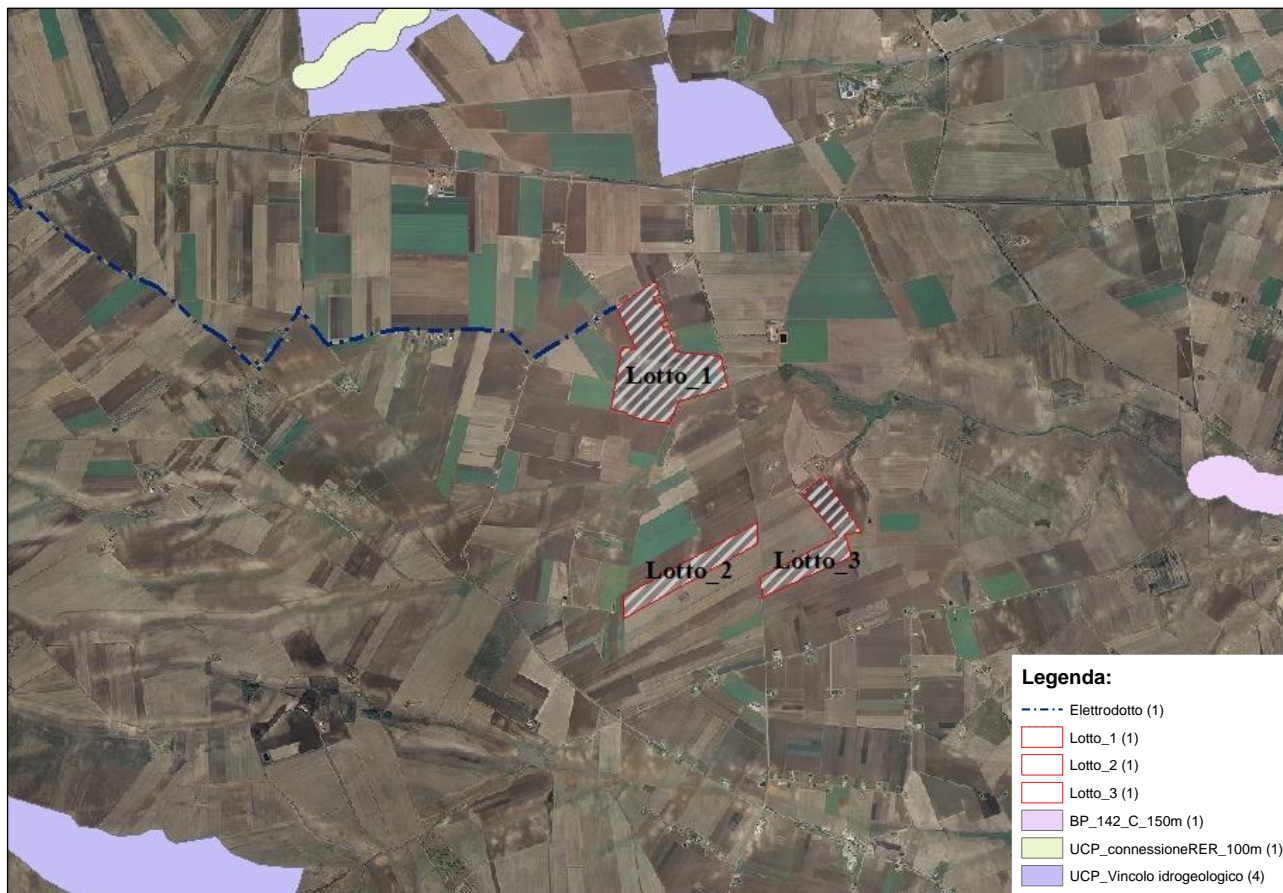 Lotto_1
Lotto_2
Lotto_3
Legenda:
Elettrodotto (1)
Lotto_1 (1)
Lotto_2 (1)
Lotto_3 (1)
BP_142_C_150m (1)
UCP_connessioneRER_100m (1)
UCP_Vincolo idrogeologico (4)